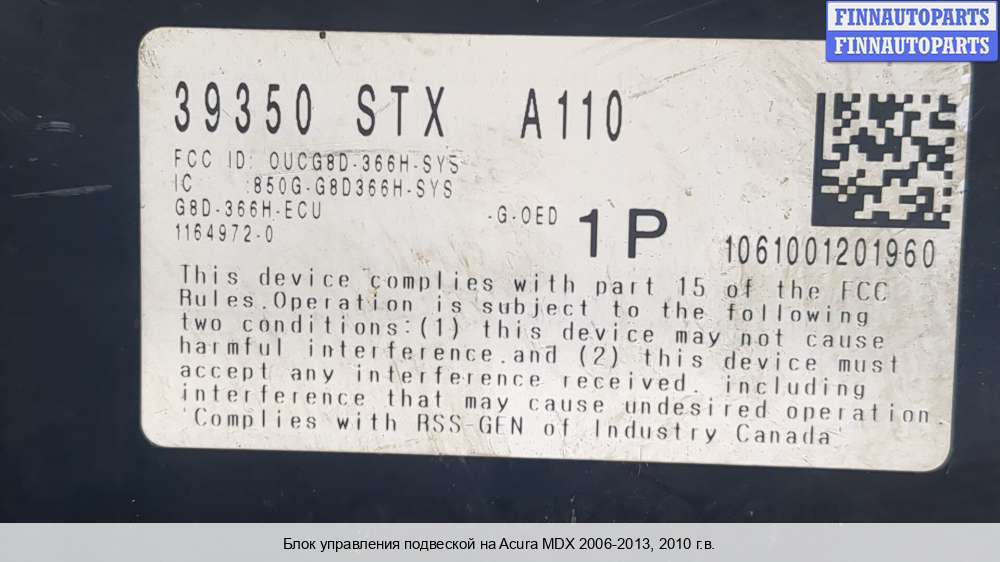 FINNAUTOPARTS
FINNAUTOPARTS
39350 STX A110
FCC ID: OUCG8D-366H-SYS
IC :850G-G8D366H-SYS
G8D-366H-ECU
-G-OED 1P
1164972-0
1061001201960
This device complies with part 15 of the FCC
Rules.Operation is subject to the following
two conditions:(1) this device may not cause
harmful interference.and (2) this device must
accept any interference received. including
interference that may cause undesired operation.
'Complies with RSS-GEN of Industry Canada'
Блок управления подвеской на Acura MDX 2006-2013, 2010 г.в.